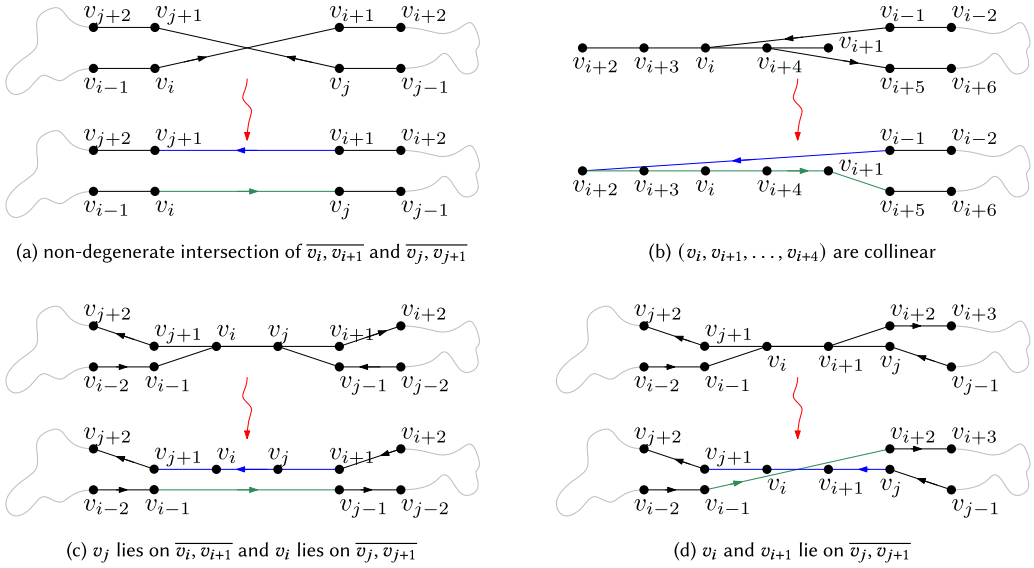 v_{j+2} v_{j+1} v_{i+1} v_{i+2}
v_{i−1} v_i v_j v_{j−1}
v_{j+2} v_{j+1} v_{i+1} v_{i+2}
v_{i−1} v_i v_j v_{j−1}
(a) non-degenerate intersection of \overline{v_i, v_{i+1}} and \overline{v_j, v_{j+1}}
v_{i−1} v_{i−2}
v_{i+1}
v_{i+2} v_{i+3} v_i v_{i+4}
v_{i+5} v_{i+6}
v_{i−1} v_{i−2}
v_{i+1}
v_{i+2} v_{i+3} v_i v_{i+4}
v_{i+5} v_{i+6}
(b) (v_i, v_{i+1}, . . . , v_{i+4}) are collinear
v_{j+2} v_{i+2}
v_{j+1} v_i v_j v_{i+1}
v_{i−2} v_{i−1} v_{j−1} v_{j−2}
v_{j+2} v_{i+2}
v_{j+1} v_i v_j v_{i+1}
v_{i−2} v_{i−1} v_{j−1} v_{j−2}
(c) v_j lies on \overline{v_i, v_{i+1}} and v_i lies on \overline{v_j, v_{j+1}}
v_{j+2} v_{i+2} v_{i+3}
v_{j+1}
v_i v_{i+1} v_j
v_{i−2} v_{i−1} v_{j−1}
v_{j+2} v_{i+2} v_{i+3}
v_{j+1}
v_i v_{i+1} v_j
v_{i−2} v_{i−1} v_{j−1}
(d) v_i and v_{i+1} lie on \overline{v_j, v_{j+1}}